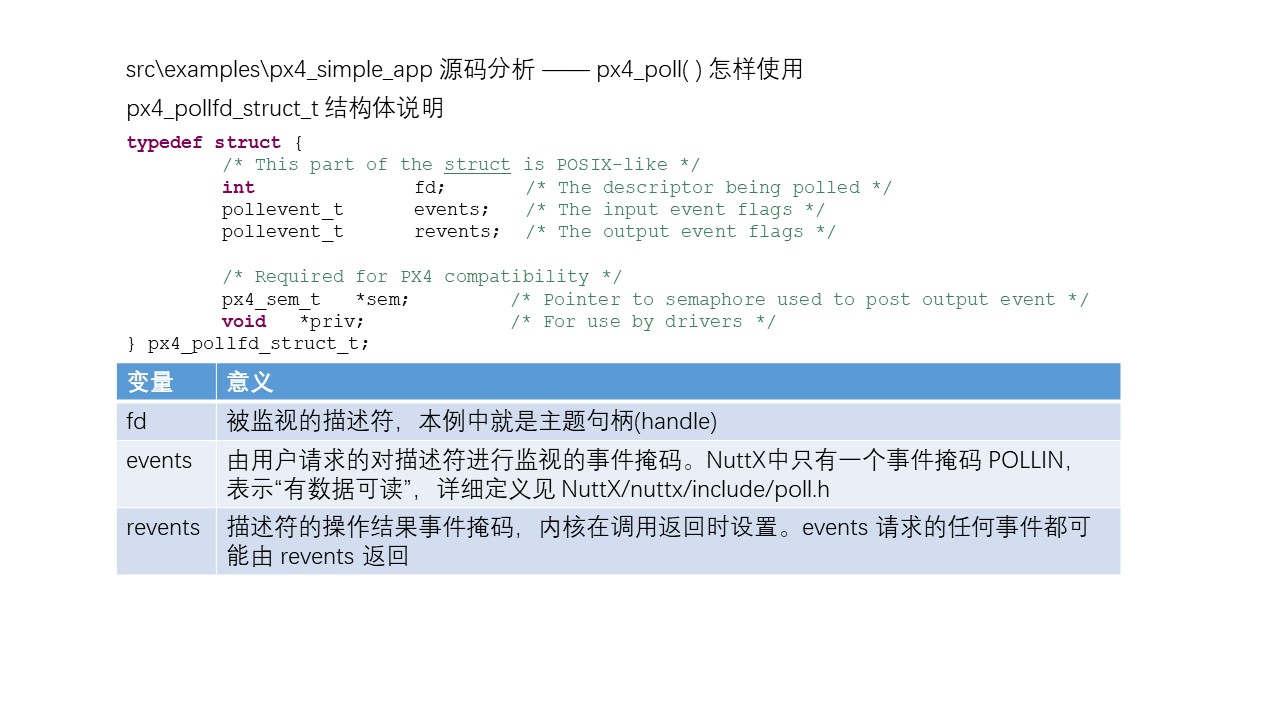 src\examples\px4_simple_app 源码分析 —— px4_poll( ) 怎样使用
px4_pollfd_struct_t 结构体说明
typedef struct {
/* This part of the struct is POSIX-like */
int fd; /* The descriptor being polled */
pollevent_t events; /* The input event flags */
pollevent_t revents; /* The output event flags */
/* Required for PX4 compatibility */
px4_sem_t *sem; /* Pointer to semaphore used to post output event */
void *priv; /* For use by drivers */
} px4_pollfd_struct_t;
变量 意义
fd 被监视的描述符，本例中就是主题句柄(handle)
events 由用户请求的对描述符进行监视的事件掩码。NuttX中只有一个事件掩码 POLLIN，
表示“有数据可读”，详细定义见 NuttX/nuttx/include/poll.h
revents 描述符的操作结果事件掩码，内核在调用返回时设置。events 请求的任何事件都可
能由 revents 返回